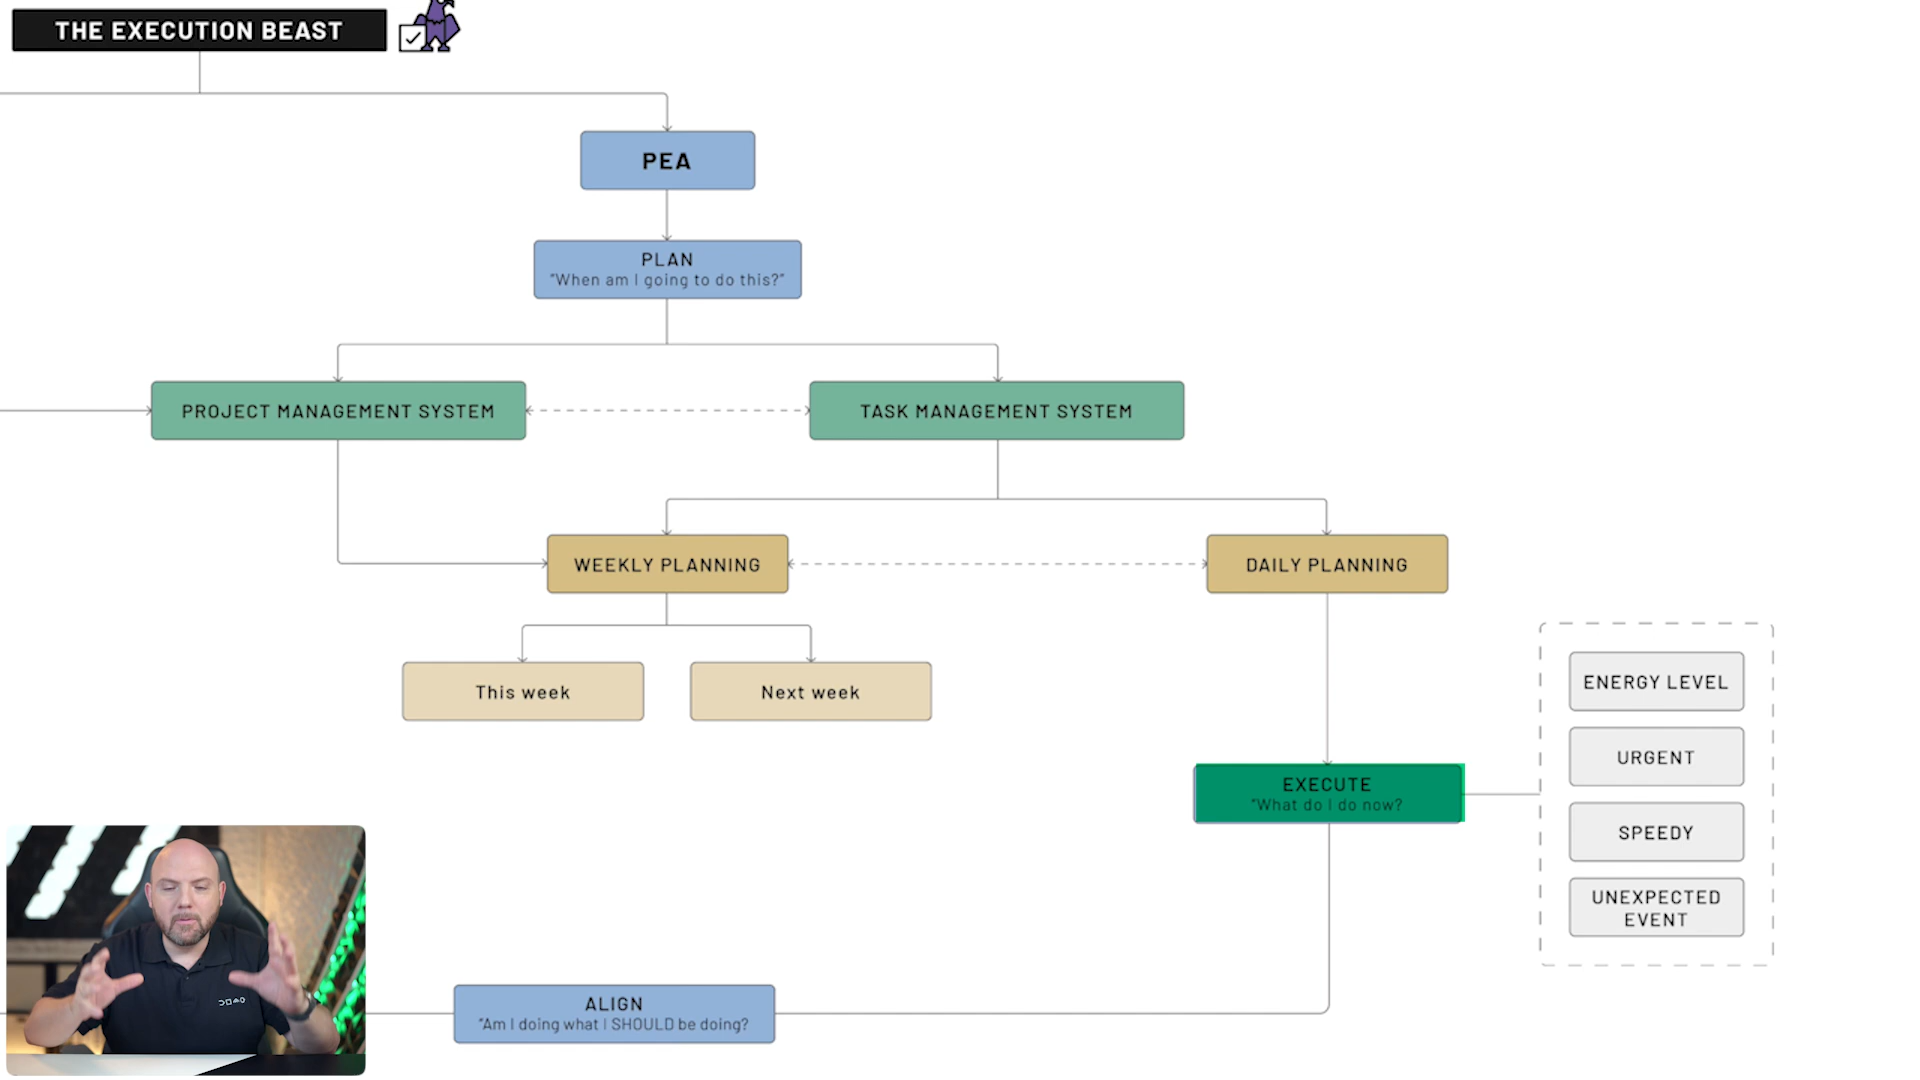 THE EXECUTION BEAST
PEA
PLAN
"When am I going to do this?"
PROJECT MANAGEMENT SYSTEM
TASK MANAGEMENT SYSTEM
WEEKLY PLANNING
DAILY PLANNING
This week
Next week
ENERGY LEVEL
URGENT
SPEEDY
UNEXPECTED
EVENT
EXECUTE
"What do I do now?
ALIGN
"Am I doing what I SHOULD be doing?